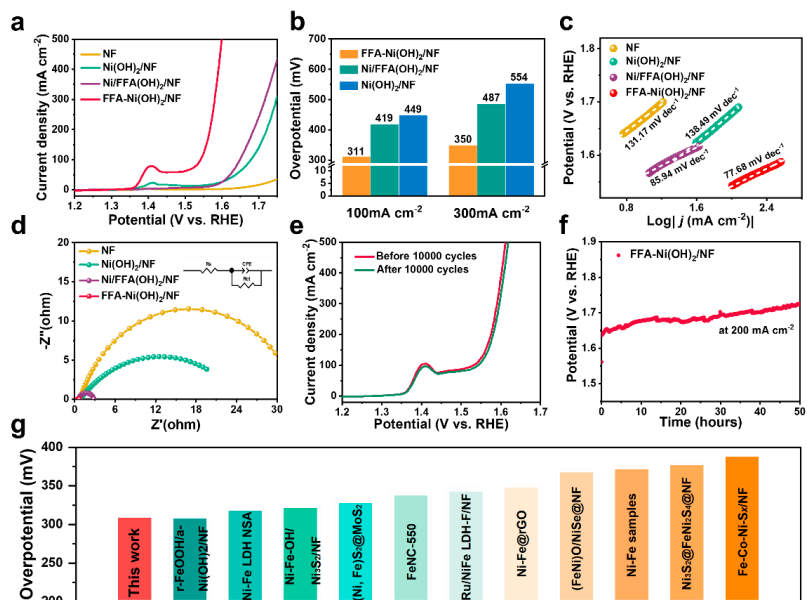 a
500
400
300
200
100
0
Current density (mA cm-2)
NF
Ni(OH)2/NF
Ni/FFA(OH)2/NF
FFA-Ni(OH)2/NF
1.2 1.3 1.4 1.5 1.6 1.7
Potential (V vs. RHE)
b
700
600
500
400
300
10
5
0
Overpotential (mV)
FFA-Ni(OH)2/NF
Ni/FFA(OH)2/NF
Ni(OH)2/NF
311 419 449
350 487 554
100mA cm-2 300mA cm-2
c
1.8
1.7
1.6
Potential (V vs. RHE)
NF
Ni(OH)2/NF
Ni/FFA(OH)2/NF
FFA-Ni(OH)2/NF
131.17 mV dec-1
138.49 mV dec-1
85.94 mV dec-1
77.68 mV dec-1
0.8 1.6 2.4
Log| j (mA cm-2)|
d
20
15
10
5
0
-Z''(ohm)
NF
Ni(OH)2/NF
Ni/FFA(OH)2/NF
FFA-Ni(OH)2/NF
Rs CPE
Rct
0 6 12 18 24 30
Z'(ohm)
e
500
400
300
200
100
0
Current density (mA cm-2)
Before 10000 cycles
After 10000 cycles
1.2 1.3 1.4 1.5 1.6 1.7
Potential (V vs. RHE)
f
1.9
1.8
1.7
1.6
1.5
1.4
Potential (V vs. RHE)
FFA-Ni(OH)2/NF
at 200 mA cm-2
0 10 20 30 40 50
Time (hours)
g
400
350
300
250
200
Overpotential (mV)
This work
r-FeOOH/a-
Ni(OH)2/NF
Ni-Fe LDH NSA
Ni-Fe-OH/
Ni3S2/NF
(Ni, Fe)S2@MoS2
FeNC-550
Ru/NiFe LDH-F/NF
Ni-Fe@rGO
(FeNi)O/NiSe@NF
Ni-Fe samples
Ni3S2@FeNi2S4@NF
Fe-Co-Ni-Sx/NF